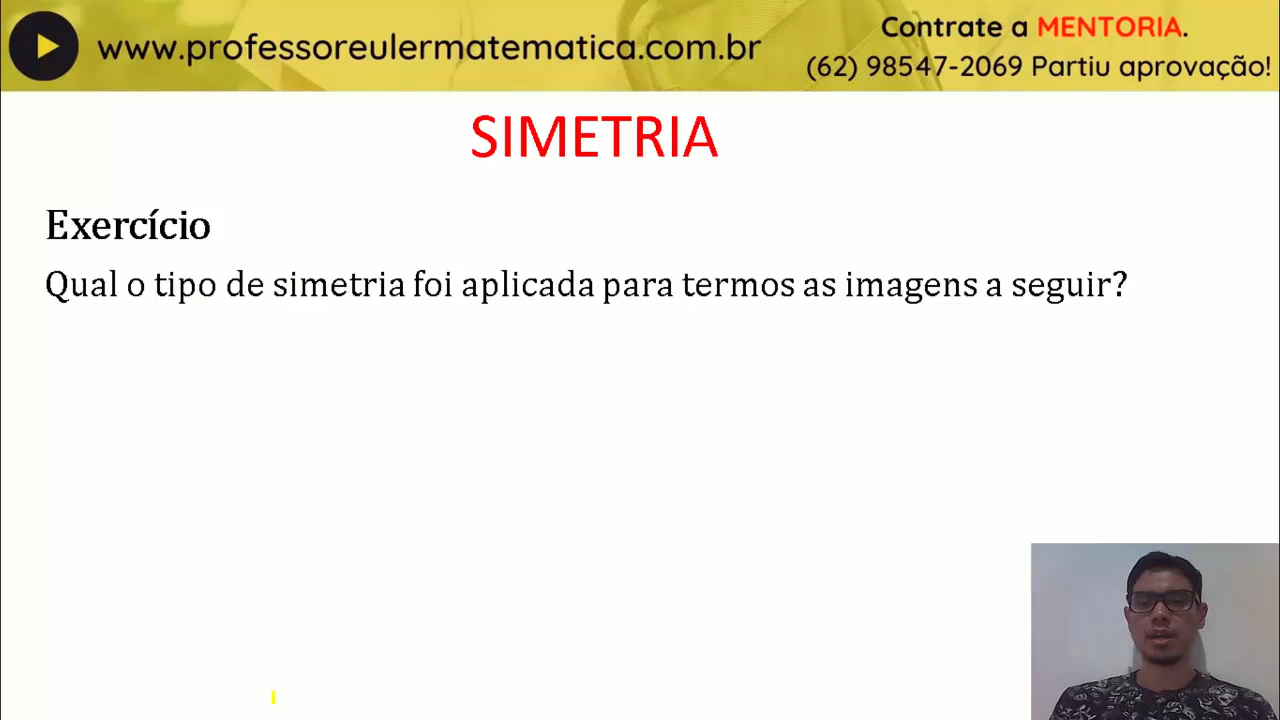 www.professoreulermatematica.com.br
Contrate a MENTORIA.
(62) 98547-2069 Partiu aprovação!
SIMETRIA
Exercício
Qual o tipo de simetria foi aplicada para termos as imagens a seguir?